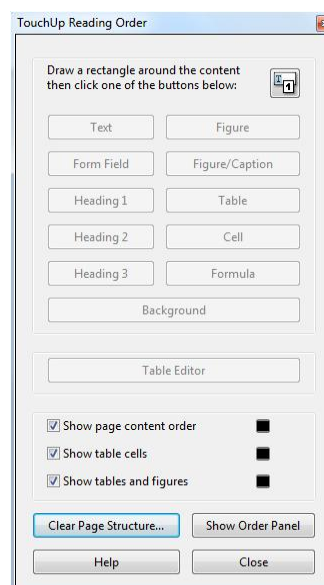 TouchUp Reading Order
Draw a rectangle around the content
then click one of the buttons below:
1
Text Figure
Form Field Figure/Caption
Heading 1 Table
Heading 2 Cell
Heading 3 Formula
Background
Table Editor
Show page content order
Show table cells
Show tables and figures
Clear Page Structure... Show Order Panel
Help Close